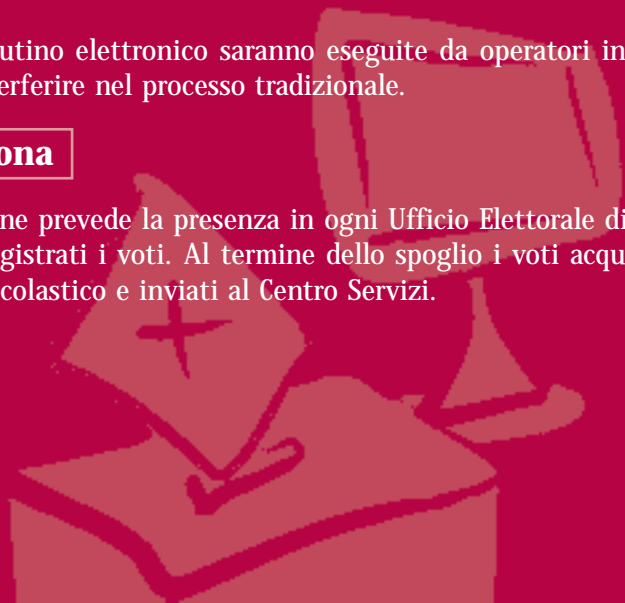 utino elettronico saranno eseguite da operatori in
erferire nel processo tradizionale.
ona
ne prevede la presenza in ogni Ufficio Elettorale di
gistrati i voti. Al termine dello spoglio i voti acqu
colastico e inviati al Centro Servizi.